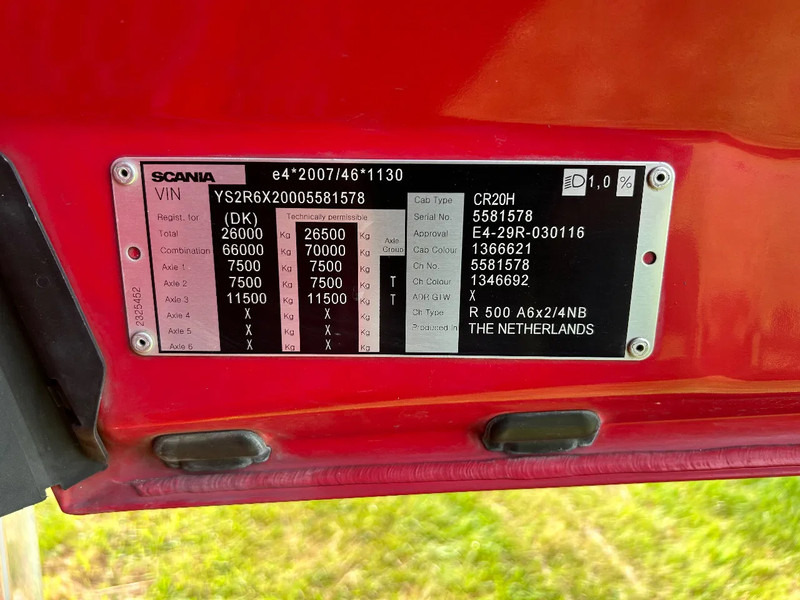 SCANIA e4*2007/46*1130 1,0 %
VIN YS2R6X20005581578
Regist. for (DK) Technically permissible
Total 26000 Kg 26500 Kg Axle Group
Combination 66000 Kg 70000 Kg
Axle 1 7500 Kg 7500 Kg
Axle 2 7500 Kg 7500 Kg T
Axle 3 11500 Kg 11500 Kg T
Axle 4 X Kg X Kg
Axle 5 X Kg X Kg
Axle 6 X Kg X Kg
2325452
Cab Type CR20H
Serial No. 5581578
Approval E4-29R-030116
Cab Colour 1366621
Ch No. 5581578
Ch Colour 1346692
ADR GTW X
Ch Type R 500 A6x2/4NB
Produced in THE NETHERLANDS